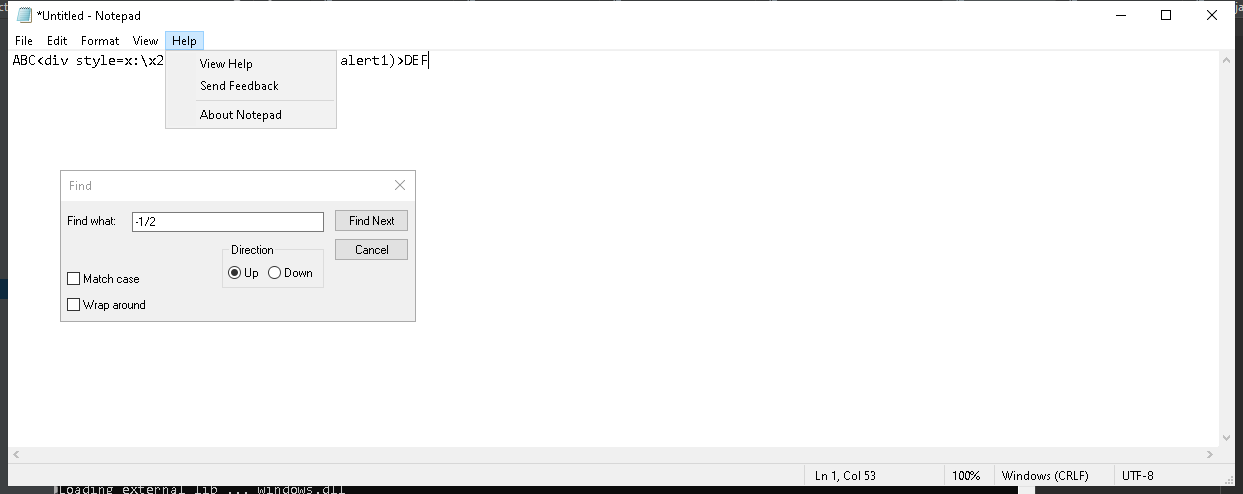 *Untitled - Notepad
File Edit Format View Help
ABC<div style=x:\x2 alert1)>DEF
View Help
Send Feedback
About Notepad
Find
Find what: -1/2 Find Next
Direction Cancel
Up Down
Match case
Wrap around
Ln 1, Col 53 100% Windows (CRLF) UTF-8
Loading external lib ... windows.dll